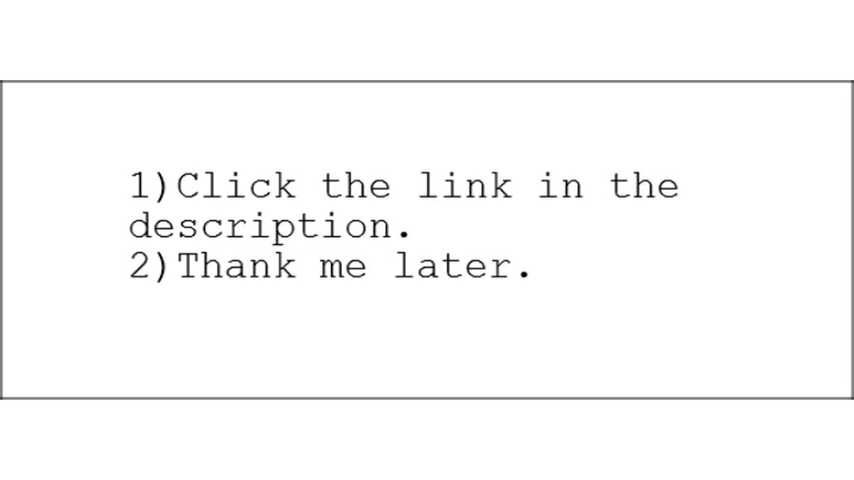 1)Click the link in the
description.
2)Thank me later.